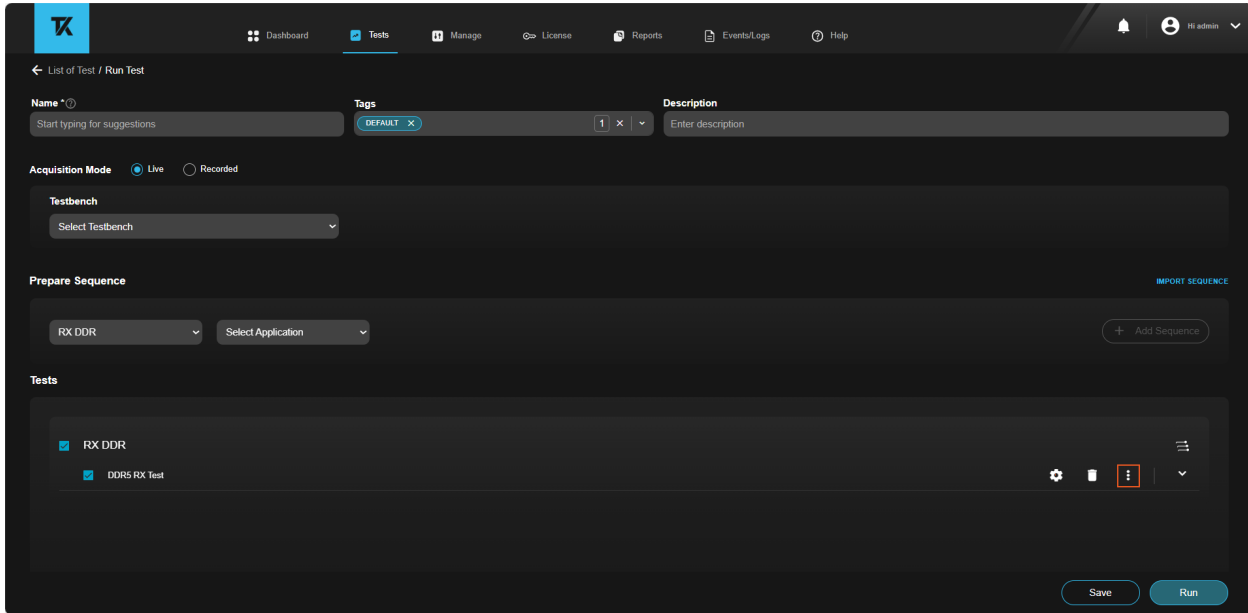 TK
Dashboard Tests Manage License Reports Events/Logs Help Hi admin
List of Test / Run Test
Name * Tags Description
Start typing for suggestions DEFAULT 1 Enter description
Acquisition Mode Live Recorded
Testbench
Select Testbench
Prepare Sequence IMPORT SEQUENCE
RX DDR Select Application + Add Sequence
Tests
RX DDR
DDR5 RX Test
Save Run